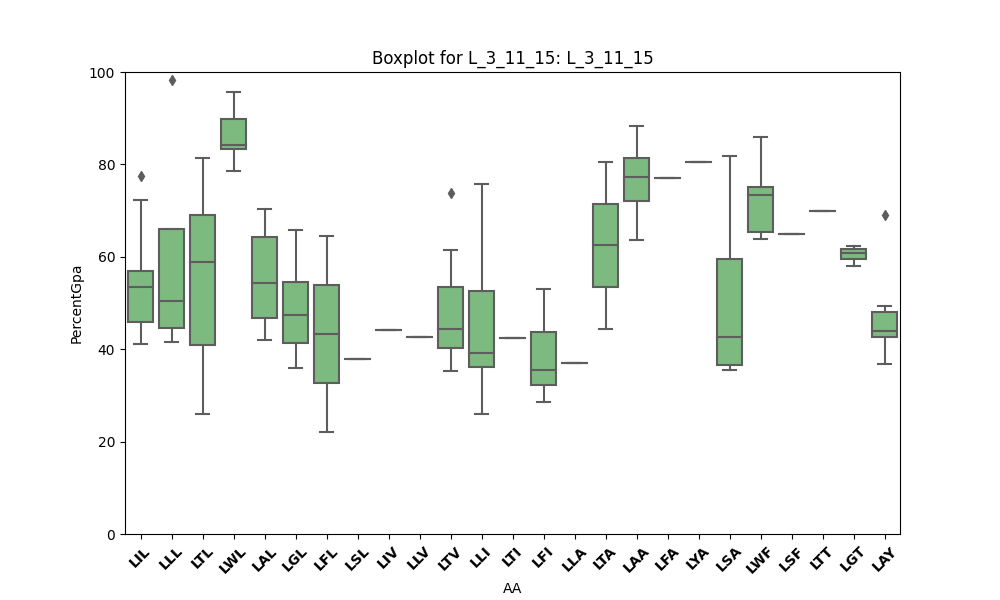 Boxplot for L_3_11_15: L_3_11_15
100
80
60
40
20
0
PercentGpa
LIL LLL LTL LWL LAL LGL LFL LSL LIV LLV LTV LLI LTI LFI LLA LTA LAA LFA LYA LSA LWF LSF LTT LGT LAY
AA